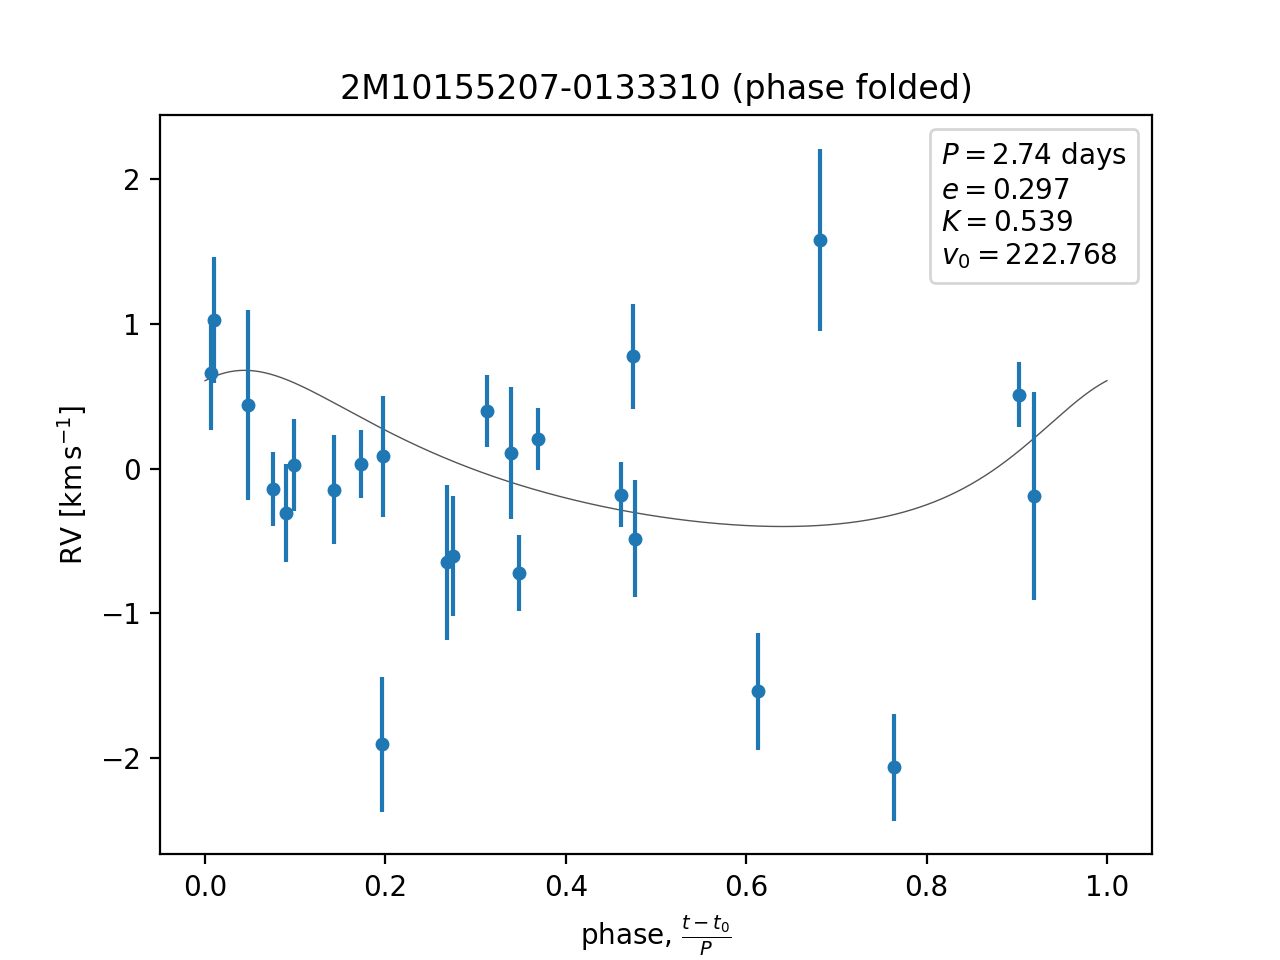 2M10155207-0133310 (phase folded)
P = 2.74 days
e = 0.297
K = 0.539
v₀ = 222.768
RV [km s⁻¹]
2
1
0
−1
−2
0.0 0.2 0.4 0.6 0.8 1.0
phase, (t − t₀)/P